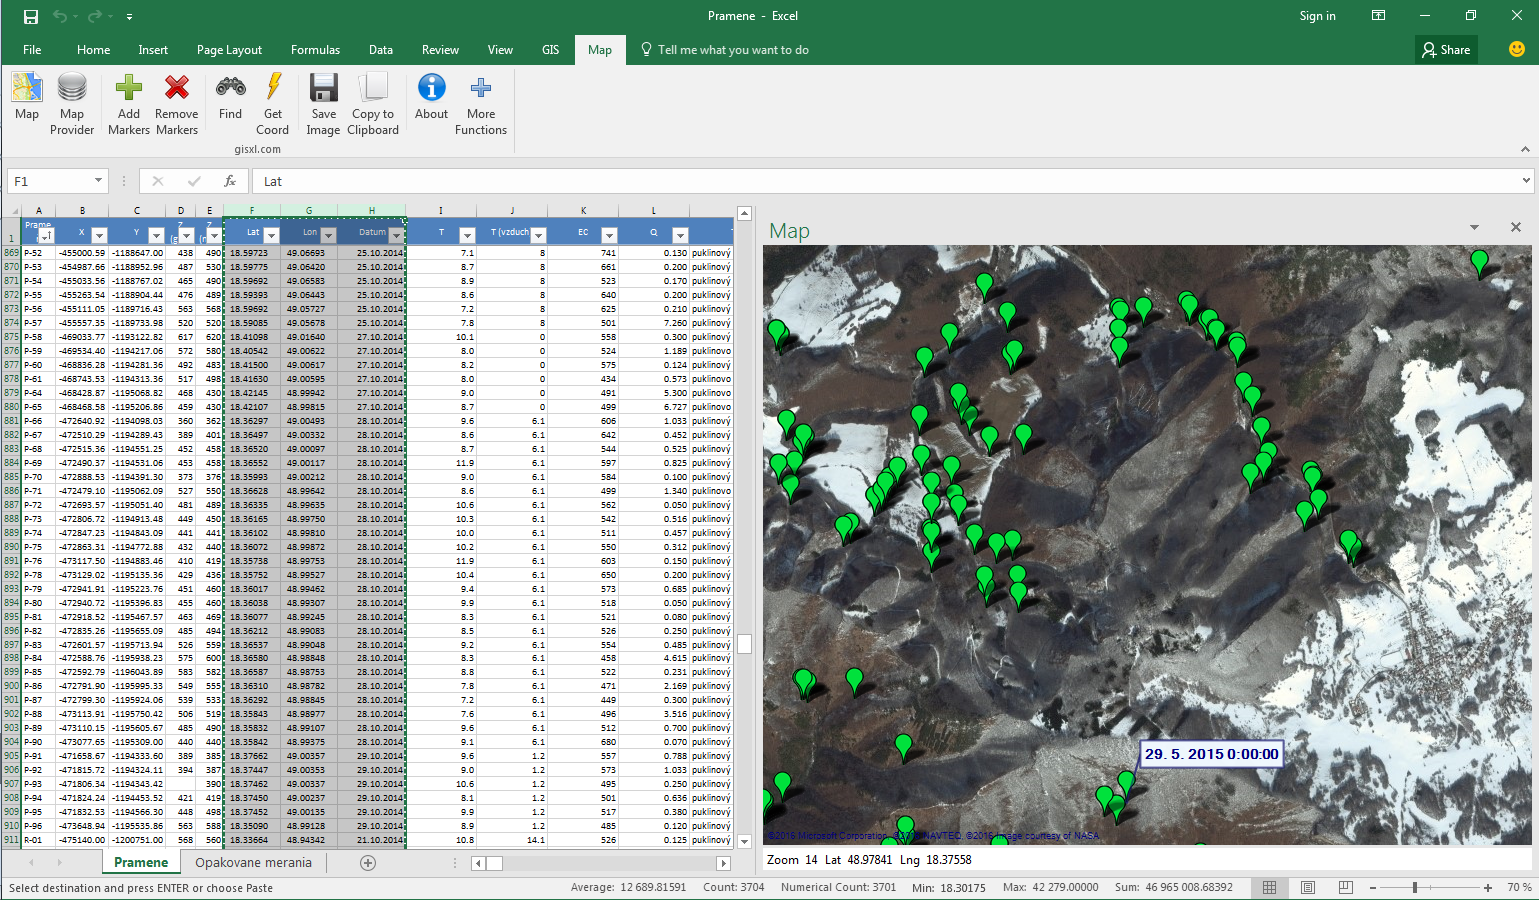 Pramene - Excel
Sign in
File Home Insert Page Layout Formulas Data Review View GIS Map Tell me what you want to do Share
Map
Map Provider
Add Markers
Remove Markers
Find
Get Coord
Save Image
Copy to Clipboard
About
More Functions
gisxl.com
F1 fx Lat
A B C D E F G H I J K L
1 Prame X Y Z Z Lat Lon Datum T T (vzduch EC Q
869 P-52 -455000.59 -1188647.00 438 490 18.59723 49.06693 25.10.2014 7.1 8 741 0.130 puklinový
870 P-53 -454987.66 -1188952.96 487 530 18.59775 49.06420 25.10.2014 8.7 8 661 0.200 puklinový
871 P-54 -455033.56 -1188767.02 465 490 18.59692 49.06583 25.10.2014 8.9 8 523 0.170 puklinový
872 P-55 -455263.54 -1188904.44 476 489 18.59393 49.06443 25.10.2014 8.6 8 640 0.200 puklinový
873 P-56 -455111.05 -1189716.43 563 568 18.59692 49.05727 25.10.2014 7.2 8 625 0.210 puklinový
874 P-57 -455557.35 -1189733.98 520 520 18.59085 49.05678 25.10.2014 7.8 8 501 7.260 puklinový
875 P-58 -469033.77 -1193122.82 617 620 18.41098 49.01640 27.10.2014 10.1 0 558 0.300 puklinový
876 P-59 -469534.40 -1194217.06 572 580 18.40542 49.00622 27.10.2014 8.0 0 524 1.189 puklinovo
877 P-60 -468836.28 -1194281.36 492 483 18.41500 49.00617 27.10.2014 8.2 0 575 0.124 puklinový
878 P-61 -468743.53 -1194313.36 517 498 18.41630 49.00595 27.10.2014 8.0 0 434 0.573 puklinovo
879 P-64 -468428.87 -1195068.82 468 430 18.42145 48.99942 27.10.2014 9.0 0 491 5.300 puklinový
880 P-65 -468468.58 -1195206.86 459 430 18.42107 48.99815 27.10.2014 8.7 0 499 6.727 puklinovo
881 P-66 -472640.92 -1194098.03 360 362 18.36297 49.00493 28.10.2014 9.6 6.1 606 1.033 puklinový
882 P-67 -472510.29 -1194289.43 389 401 18.36497 49.00332 28.10.2014 8.6 6.1 642 0.452 puklinový
883 P-68 -472515.36 -1194551.25 452 458 18.36520 49.00097 28.10.2014 8.7 6.1 544 0.525 puklinový
884 P-69 -472490.37 -1194531.06 453 458 18.36552 49.00117 28.10.2014 11.9 6.1 597 0.825 puklinový
885 P-70 -472888.53 -1194391.30 373 376 18.35993 49.00212 28.10.2014 9.0 6.1 584 0.100 puklinový
886 P-71 -472479.10 -1195062.09 527 550 18.36628 48.99642 28.10.2014 8.6 6.1 499 1.340 puklinovo
887 P-72 -472693.57 -1195051.40 481 489 18.36335 48.99635 28.10.2014 10.6 6.1 562 0.050 puklinový
888 P-73 -472806.72 -1194913.48 449 450 18.36165 48.99750 28.10.2014 10.3 6.1 542 0.516 puklinový
889 P-74 -472847.23 -1194843.09 441 441 18.36102 48.99810 28.10.2014 10.0 6.1 511 0.457 puklinový
890 P-75 -472863.31 -1194772.88 432 440 18.36072 48.99872 28.10.2014 10.2 6.1 550 0.312 puklinový
891 P-76 -473117.50 -1194883.46 410 419 18.35738 48.99753 28.10.2014 11.9 6.1 603 0.150 puklinový
892 P-78 -473129.02 -1195135.36 429 436 18.35752 48.99527 28.10.2014 10.4 6.1 650 0.200 puklinový
893 P-79 -472941.91 -1195223.76 451 460 18.36017 48.99462 28.10.2014 9.4 6.1 573 0.685 puklinový
894 P-80 -472940.72 -1195396.83 455 460 18.36038 48.99307 28.10.2014 9.9 6.1 518 0.050 puklinový
895 P-81 -472918.52 -1195467.57 463 469 18.36077 48.99245 28.10.2014 8.3 6.1 521 0.080 puklinový
896 P-82 -472835.26 -1195655.09 485 494 18.36212 48.99083 28.10.2014 8.5 6.1 526 0.250 puklinový
897 P-83 -472601.57 -1195713.94 526 559 18.36537 48.99048 28.10.2014 9.2 6.1 554 0.485 puklinový
898 P-84 -472588.76 -1195938.23 575 600 18.36580 48.98848 28.10.2014 8.3 6.1 458 4.615 puklinový
899 P-85 -472592.79 -1196043.89 583 582 18.36587 48.98753 28.10.2014 8.8 6.1 522 0.231 puklinový
900 P-86 -472791.90 -1195995.33 549 555 18.36310 48.98782 28.10.2014 7.8 6.1 471 2.169 puklinový
901 P-87 -472799.30 -1195924.06 539 533 18.36292 48.98845 28.10.2014 7.2 6.1 449 0.300 puklinový
902 P-88 -473113.91 -1195750.42 506 519 18.35843 48.98977 28.10.2014 7.6 6.1 496 3.516 puklinový
903 P-89 -473110.15 -1195605.67 485 490 18.35832 48.99107 28.10.2014 9.6 6.1 512 0.700 puklinový
904 P-90 -473077.65 -1195309.00 440 440 18.35842 48.99375 28.10.2014 9.1 6.1 680 0.070 puklinový
905 P-91 -471658.67 -1194333.60 389 385 18.37662 49.00357 29.10.2014 9.6 1.2 557 0.788 puklinový
906 P-92 -471815.72 -1194324.11 394 387 18.37447 49.00353 29.10.2014 9.0 1.2 573 1.033 puklinový
907 P-93 -471806.34 -1194343.42 390 18.37462 49.00337 29.10.2014 10.6 1.2 495 0.250 puklinový
908 P-94 -471824.24 -1194453.52 421 419 18.37450 49.00237 29.10.2014 8.1 1.2 501 0.636 puklinový
909 P-95 -471832.53 -1194566.30 448 498 18.37452 49.00135 29.10.2014 9.9 1.2 517 0.380 puklinový
910 P-96 -473648.94 -1195535.86 563 588 18.35090 48.99128 29.10.2014 8.9 1.2 485 0.120 puklinový
911 R-01 -475140.00 -1200751.00 568 560 18.33664 48.94342 21.10.2014 10.8 14.1 526 0.125 puklinový
Map
29. 5. 2015 0:00:00
©2016 Microsoft Corporation, ©2016 NAVTEQ, ©2016 Image courtesy of NASA
Zoom 14 Lat 48.97841 Lng 18.37558
Pramene Opakovane merania
Select destination and press ENTER or choose Paste
Average: 12 689.81591 Count: 3704 Numerical Count: 3701 Min: 18.30175 Max: 42 279.00000 Sum: 46 965 008.68392 70 %